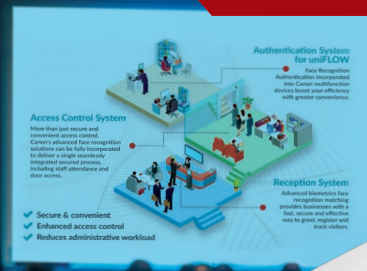 Authentication System
for uniFLOW
Face Recognition
Authentication incorporated
into Canon multifunction
devices boost your efficiency
with greater convenience.
Access Control System
More than just secure and
convenient access control,
Canon's advanced face recognition
solutions can be fully incorporated
to deliver a single seamlessly
integrated secured process,
including staff attendance and
door access.
Reception System
Advanced biometrics face
recognition matching
provides businesses with a
fast, secure and effective
way to greet, register and
track visitors.
Secure & convenient
Enhanced access control
Reduces administrative workload